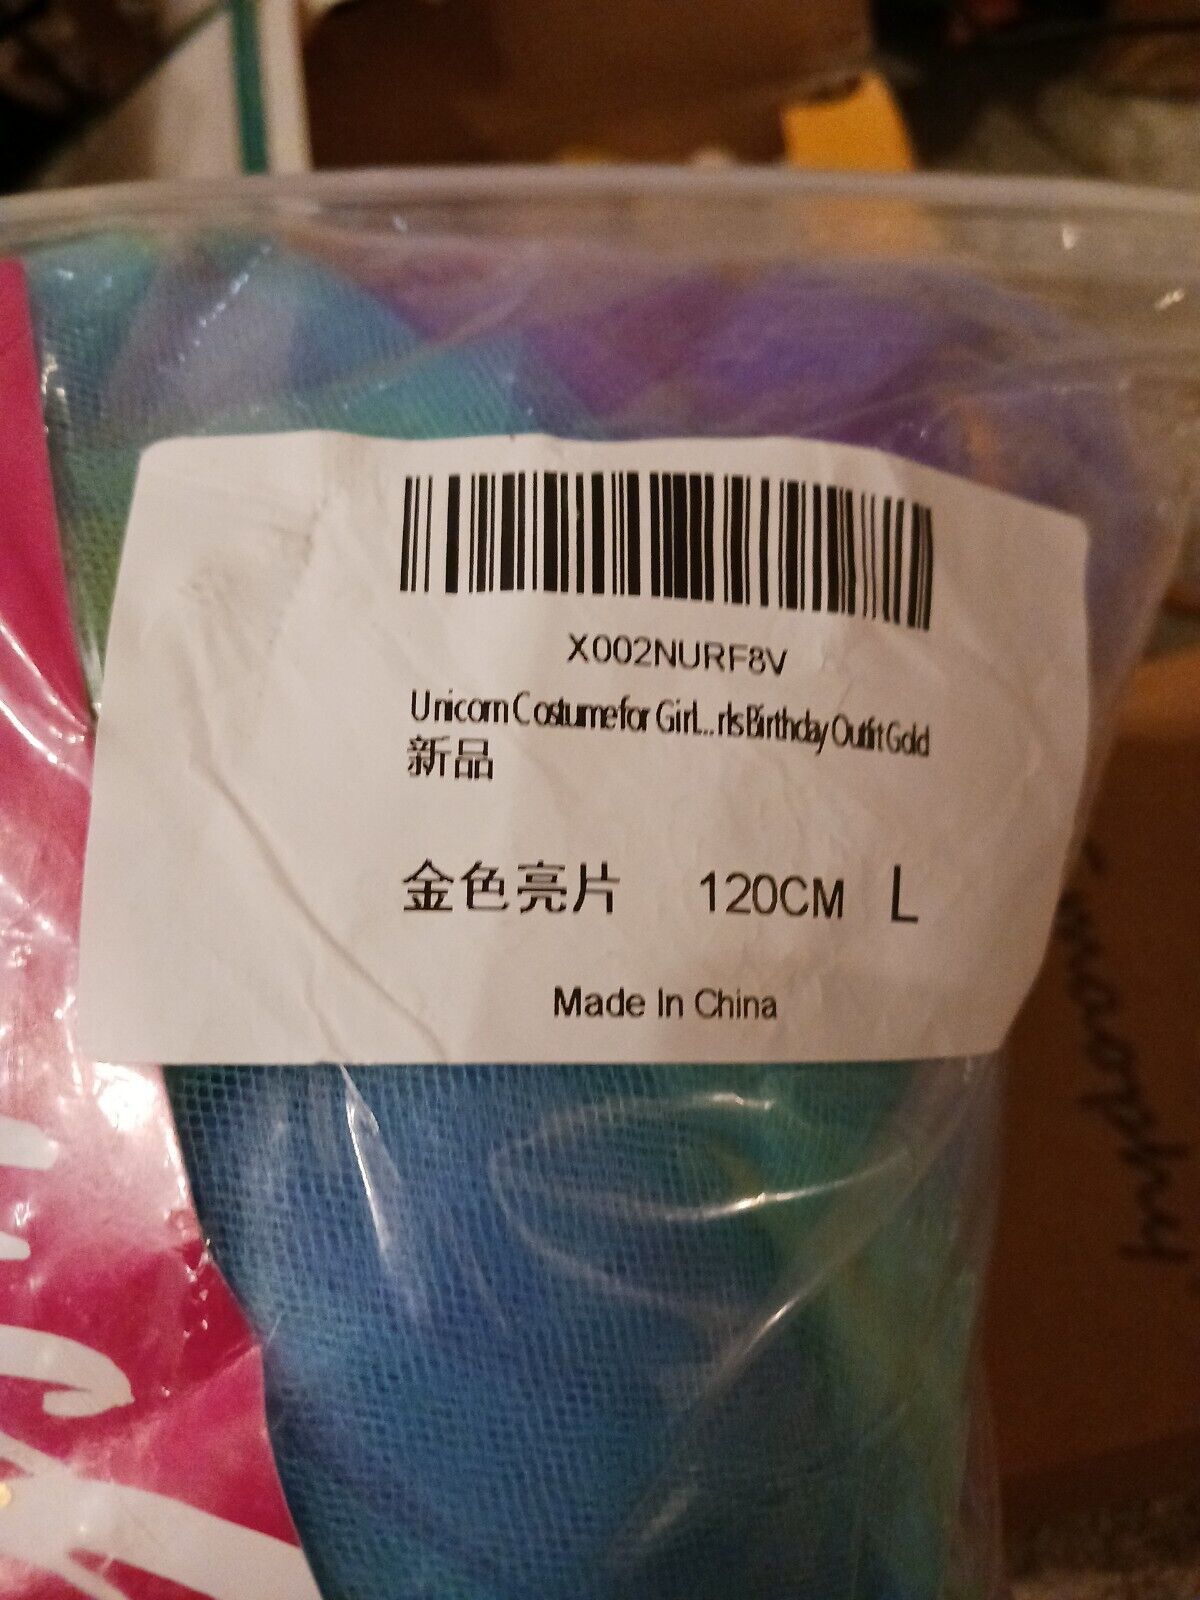 X002NURF8V
Unicorn Costume for Girl...rls Birthday Outfit Gold
新品
金色亮片 120CM L
Made In China